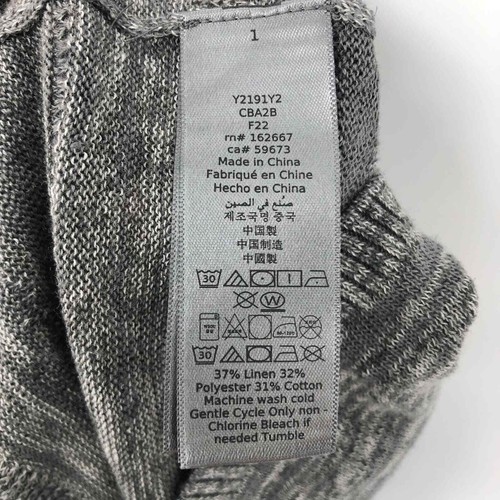 1
Y2191Y2
CBA2B
F22
rn# 162667
ca# 59673
Made in China
Fabriqué en Chine
Hecho en China
صنع في الصين
제조국명 중국
中国製
中国制造
中國製
30
W
30
37% Linen 32%
Polyester 31% Cotton
Machine wash cold
Gentle Cycle Only non -
Chlorine Bleach if
needed Tumble